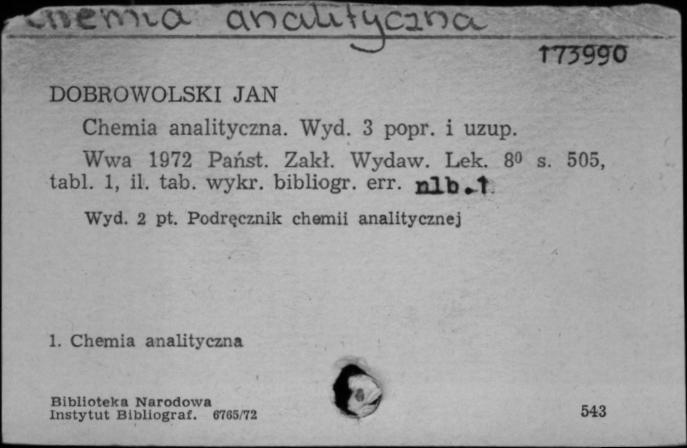 Chemia analityczna
173990
DOBROWOLSKI JAN
Chemia analityczna. Wyd. 3 popr. i uzup.
Wwa 1972 Państ. Zakł. Wydaw. Lek. 8⁰ s. 505,
tabl. 1, il. tab. wykr. bibliogr. err. nlb.1
Wyd. 2 pt. Podręcznik chemii analitycznej
1. Chemia analityczna
Biblioteka Narodowa
Instytut Bibliograf. 6765/72
543